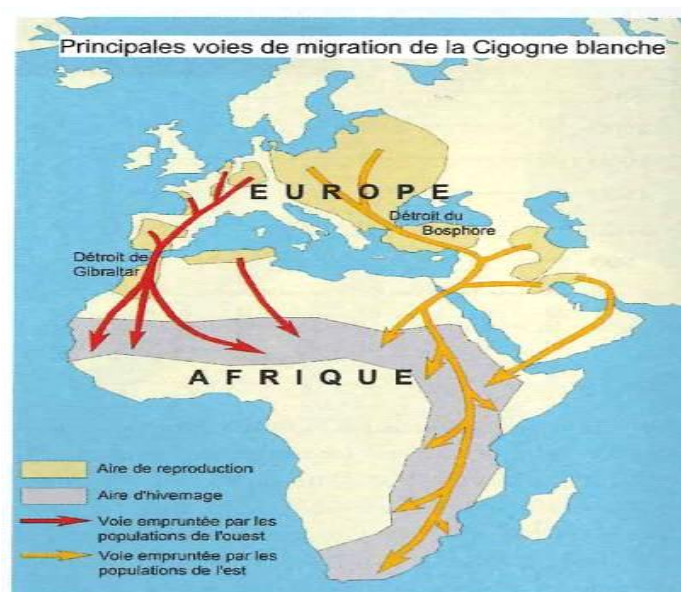 Principales voies de migration de la Cigogne blanche
EUROPE
Détroit du
Bosphore
Détroit de
Gibraltar
AFRIQUE
Aire de reproduction
Aire d'hivernage
Voie empruntée par les
populations de l'ouest
Voie empruntée par les
populations de l'est